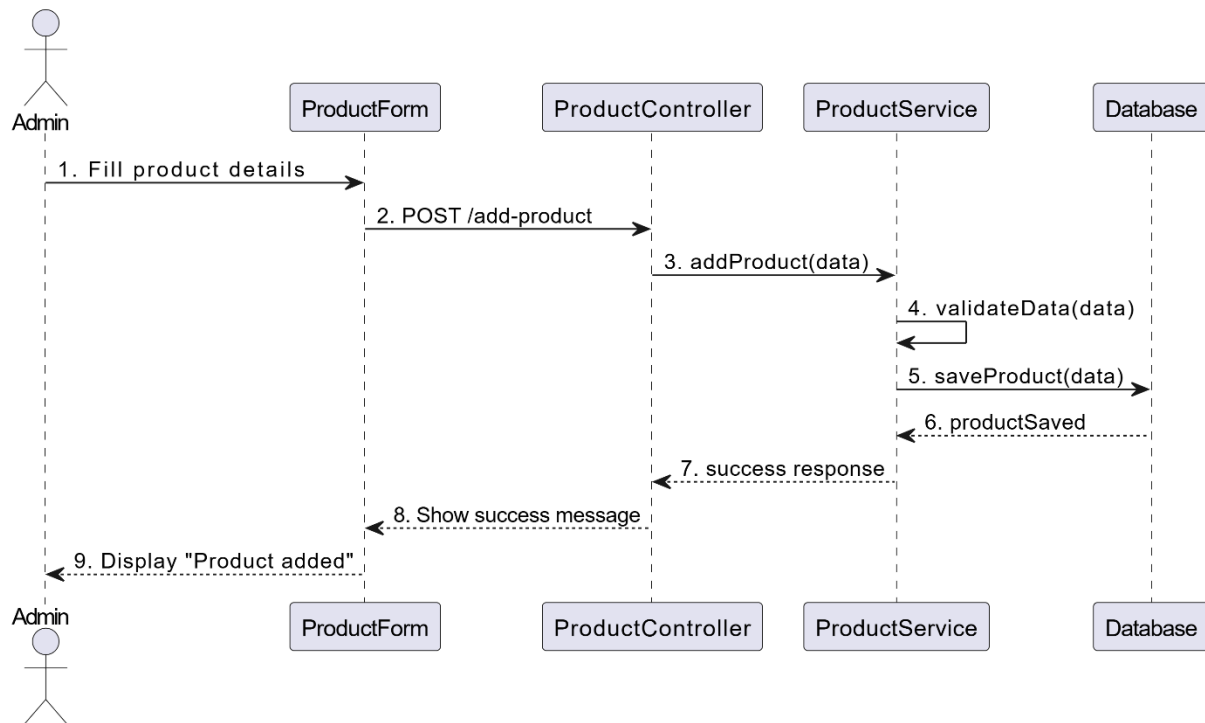 Admin
ProductForm
ProductController
ProductService
Database
1. Fill product details
2. POST /add-product
3. addProduct(data)
4. validateData(data)
5. saveProduct(data)
6. productSaved
7. success response
8. Show success message
9. Display "Product added"
Admin
ProductForm
ProductController
ProductService
Database